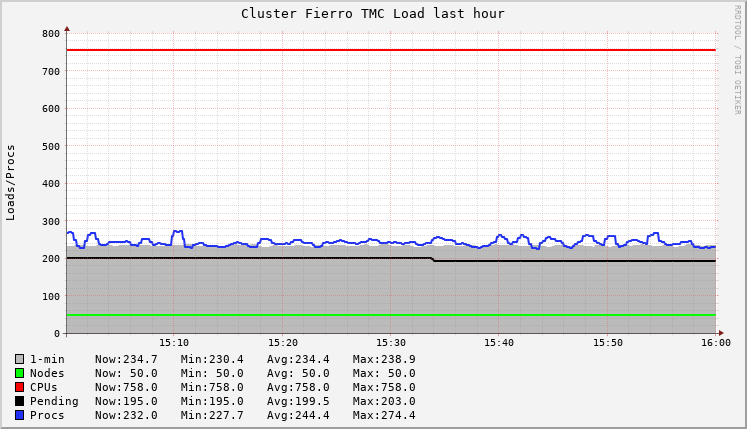 Cluster Fierro TMC Load last hour
RRDTOOL / TOBI OETIKER
Loads/Procs
800
700
600
500
400
300
200
100
0
15:10 15:20 15:30 15:40 15:50 16:00
1-min Now:234.7 Min:230.4 Avg:234.4 Max:238.9
Nodes Now: 50.0 Min: 50.0 Avg: 50.0 Max: 50.0
CPUs Now:758.0 Min:758.0 Avg:758.0 Max:758.0
Pending Now:195.0 Min:195.0 Avg:199.5 Max:203.0
Procs Now:232.0 Min:227.7 Avg:244.4 Max:274.4